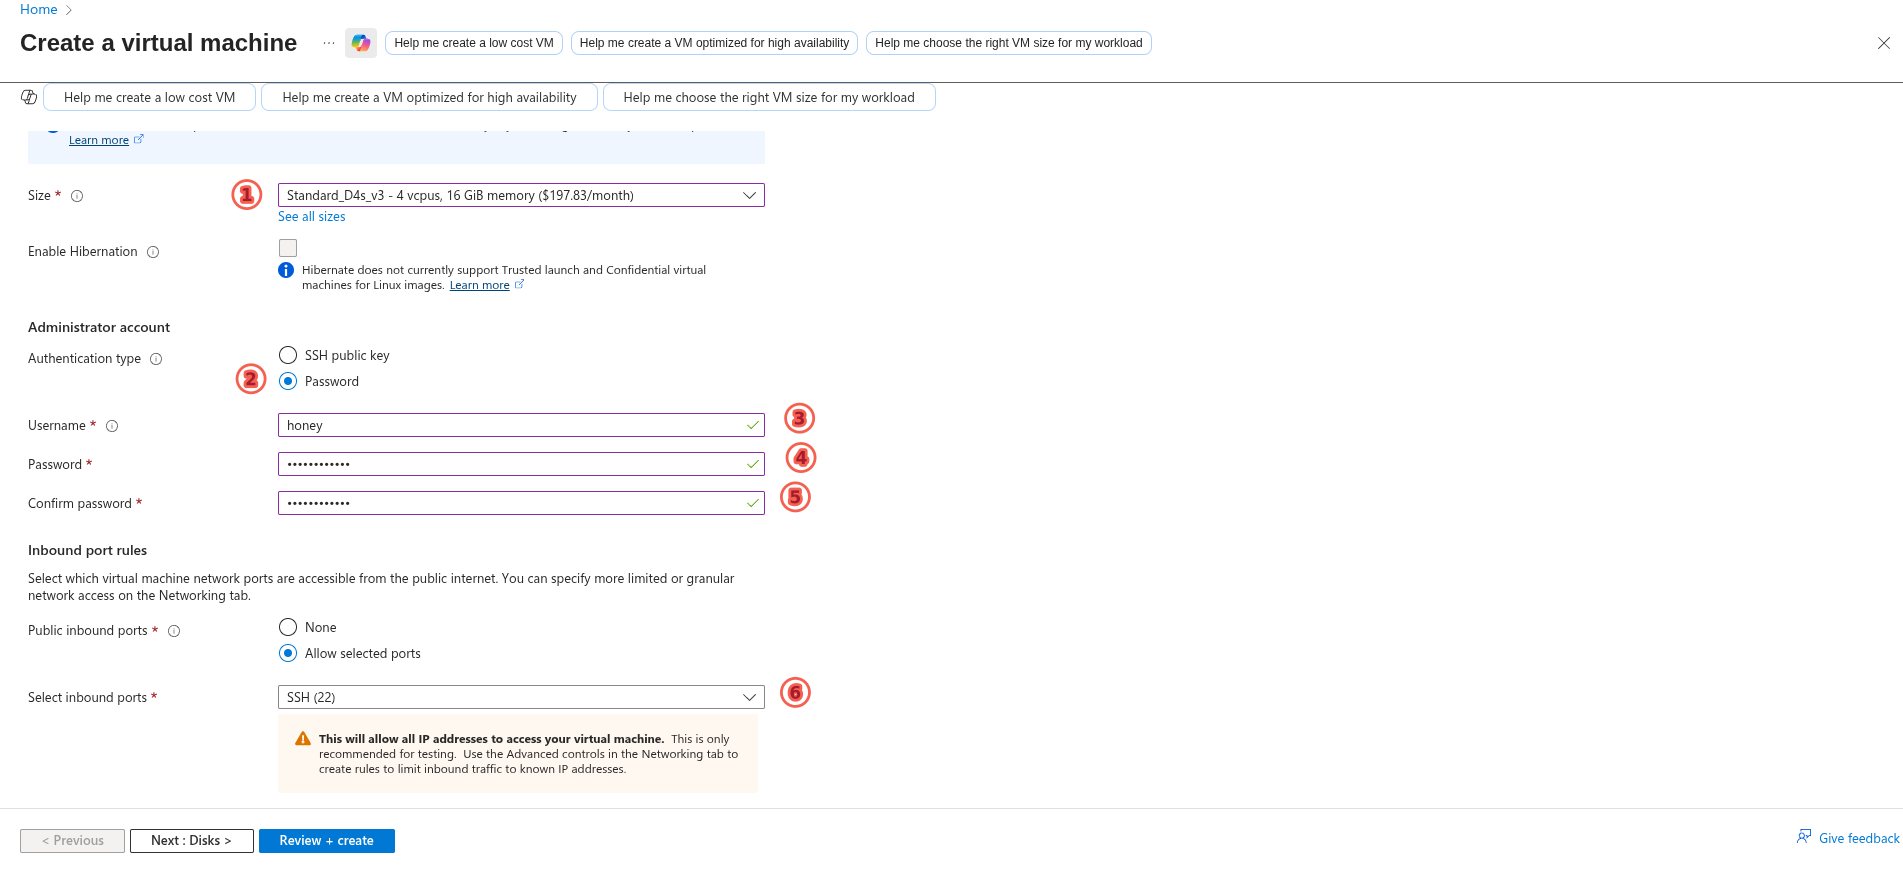 Home >
Create a virtual machine ... Help me create a low cost VM Help me create a VM optimized for high availability Help me choose the right VM size for my workload
Help me create a low cost VM Help me create a VM optimized for high availability Help me choose the right VM size for my workload
Learn more
Size * 1 Standard_D4s_v3 - 4 vcpus, 16 GiB memory ($197.83/month)
See all sizes
Enable Hibernation
Hibernate does not currently support Trusted launch and Confidential virtual
machines for Linux images. Learn more
Administrator account
Authentication type SSH public key
2 Password
Username * honey 3
Password * •••••••••••• 4
Confirm password * •••••••••••• 5
Inbound port rules
Select which virtual machine network ports are accessible from the public internet. You can specify more limited or granular
network access on the Networking tab.
Public inbound ports * None
Allow selected ports
Select inbound ports * SSH (22) 6
This will allow all IP addresses to access your virtual machine. This is only
recommended for testing. Use the Advanced controls in the Networking tab to
create rules to limit inbound traffic to known IP addresses.
< Previous Next : Disks > Review + create Give feedback